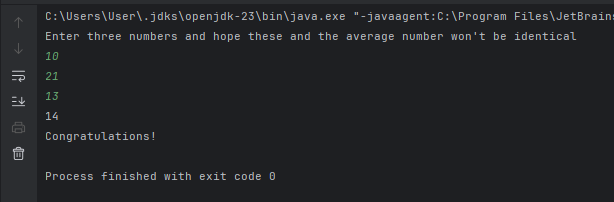 C:\Users\User\.jdks\openjdk-23\bin\java.exe "-javaagent:C:\Program Files\JetBrains
Enter three numbers and hope these and the average number won't be identical
10
21
13
14
Congratulations!
Process finished with exit code 0